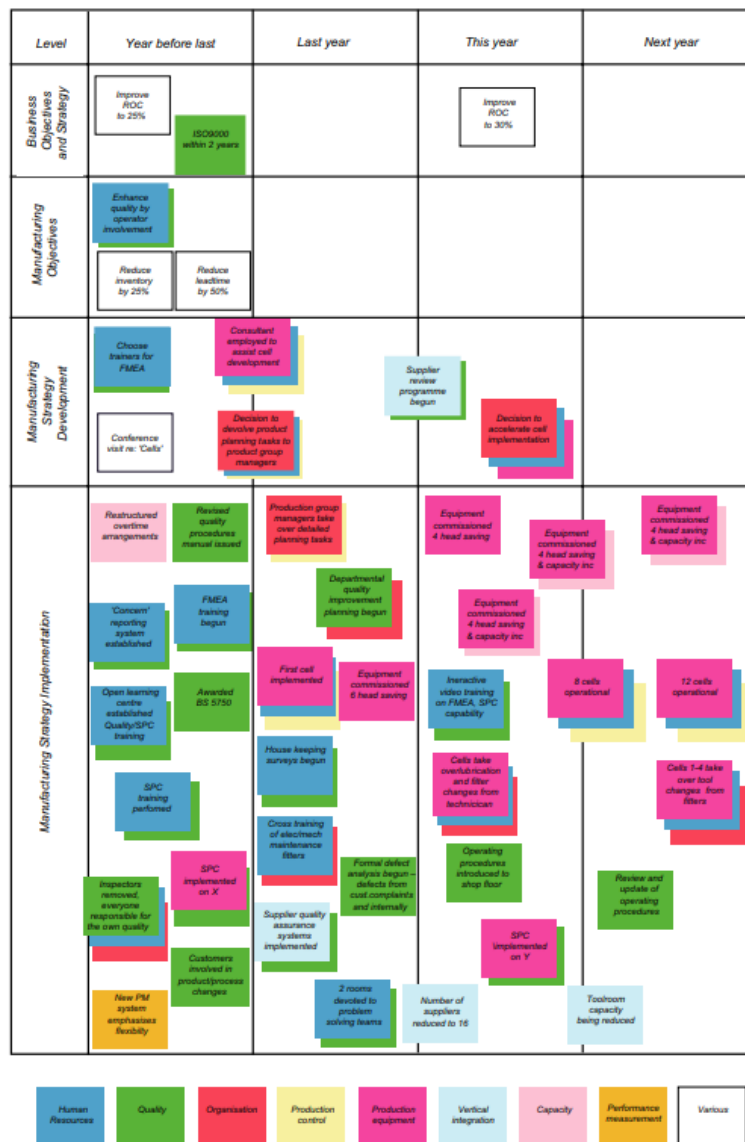 Level
Year before last
Last year
This year
Next year
Business
Objectives
and Strategy
Improve
ROC
to 25%
ISO9000
within 2 years
Improve
ROC
to 30%
Manufacturing
Objectives
Enhance
quality by
operator
involvement
Reduce
inventory
by 25%
Reduce
leadtime
by 50%
Manufacturing
Strategy
Development
Choose
trainers for
FMEA
Consultant
employed to
assist cell
development
Supplier
review
programme
begun
Conference
visit re: 'Cells'
Decision to
devolve product
planning tasks to
product group
managers
Decision to
accelerate cell
implementation
Manufacturing Strategy Implementation
Restructured
overtime
arrangements
Revised
quality
procedures
manual issued
Production group
managers take
over detailed
planning tasks
Equipment
commissioned
4 head saving
Equipment
commissioned
4 head saving
& capacity inc
Equipment
commissioned
4 head saving
& capacity inc
'Concern'
reporting
system
established
FMEA
training
begun
Departmental
quality
improvement
planning begun
Equipment
commissioned
4 head saving
& capacity inc
Open learning
centre
established
Quality/SPC
training
Awarded
BS 5750
First cell
implemented
Equipment
commissioned
6 head saving
Ineractive
video training
on FMEA, SPC
capability
8 cells
operational
12 cells
operational
SPC
training
perfomed
House keeping
surveys begun
Calls take
overlubrication
and filter
changes from
technicican
Calls 1-4 take
over tool
changes from
fitters
Inspectors
removed,
everyone
responsible for
the own quality
SPC
implemented
on X
Cross training
of elec/mech
maintenance
fitters
Formal defect
analysis begun –
defects from
cust.complaints
and internally
Operating
procedures
introduced to
shop floor
Review and
update of
operating
procedures
Supplier quality
assurance
systems
implemented
SPC
\implemented
on Y
Customers
involved in
product/process
changes
New PM
system
emphasises
flexibility
2 rooms
devoted to
problem
solving teams
Number of
suppliers
reduced to 16
Toolroom
capacity
being reduced
Human
Resources
Quality
Organisation
Production
control
Production
equipment
Vertical
integration
Capacity
Performance
measurement
Various